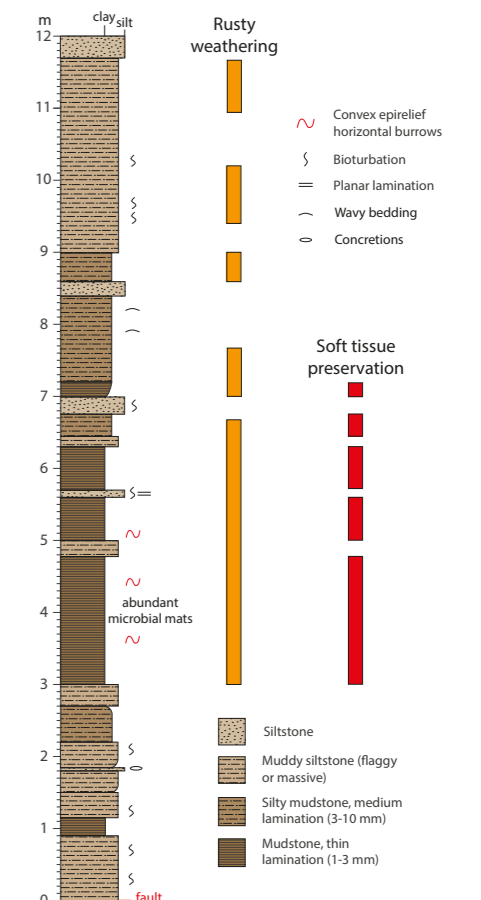 m
clay
silt
Rusty
weathering
12
11
10
9
8
7
6
5
4
3
2
1
0
Convex epirelief
horizontal burrows
Bioturbation
Planar lamination
Wavy bedding
Concretions
Soft tissue
preservation
abundant
microbial mats
Siltstone
Muddy siltstone (flaggy
or massive)
Silty mudstone, medium
lamination (3-10 mm)
Mudstone, thin
lamination (1-3 mm)
fault